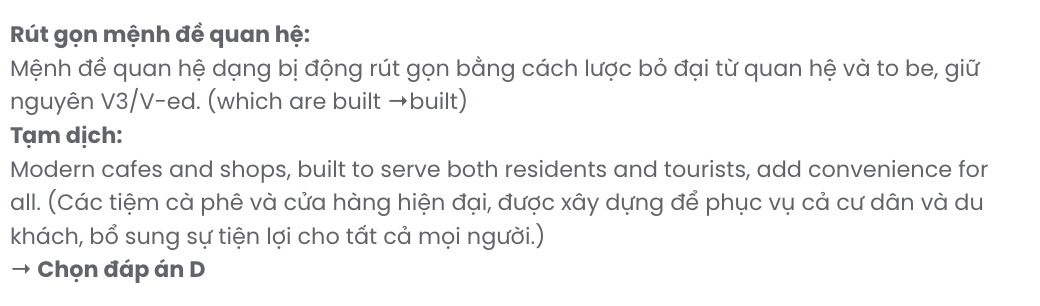 Rút gọn mệnh đề quan hệ:
Mệnh đề quan hệ dạng bị động rút gọn bằng cách lược bỏ đại từ quan hệ và to be, giữ
nguyên V3/V-ed. (which are built →built)
Tạm dịch:
Modern cafes and shops, built to serve both residents and tourists, add convenience for
all. (Các tiệm cà phê và cửa hàng hiện đại, được xây dựng để phục vụ cả cư dân và du
khách, bổ sung sự tiện lợi cho tất cả mọi người.)
→ Chọn đáp án D